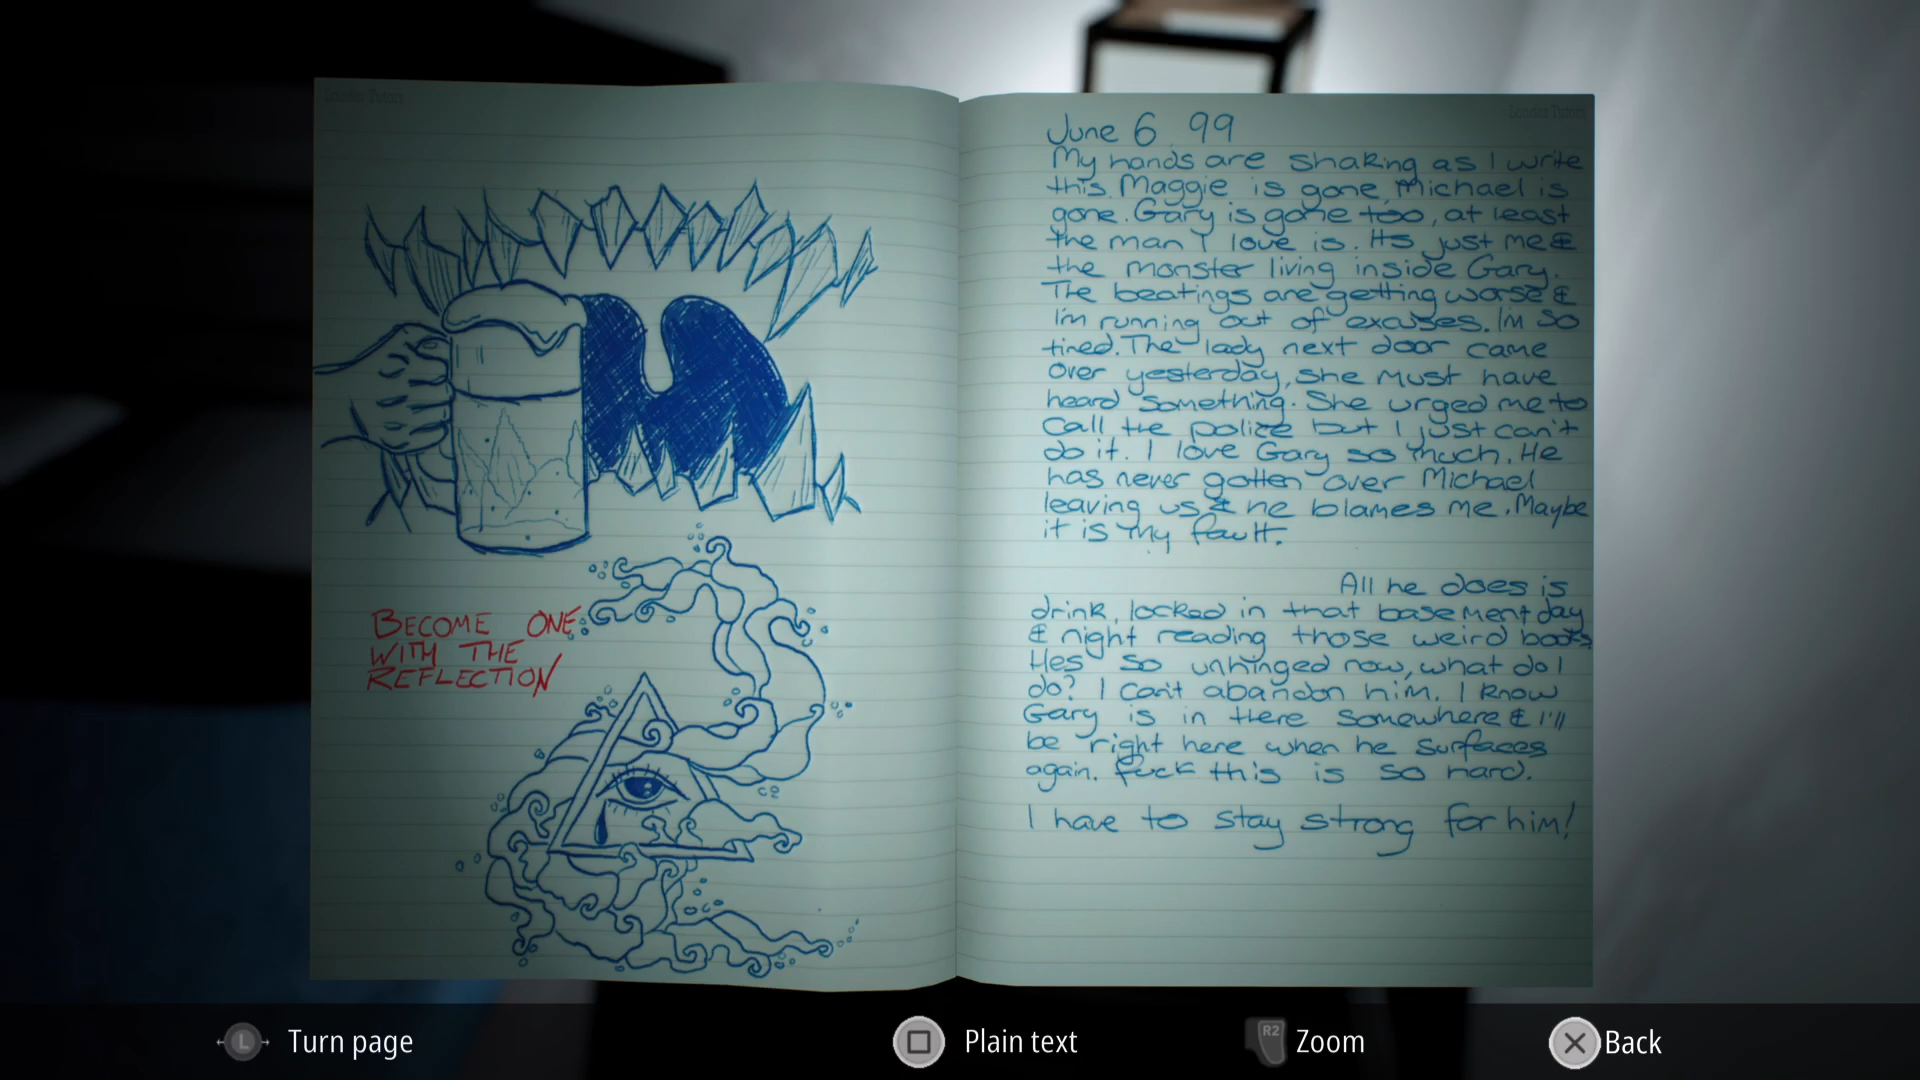 Become one
with the
Reflection
June 6 99
My hands are shaking as I write
this. Maggie is gone, Michael is
gone. Gary is gone too, at least
the man I love is. Its just me &
the monster living inside Gary.
The beatings are getting worse &
I'm running out of excuses. Im so
tired. The lady next door came
over yesterday, she must have
heard something. She urged me to
call the police but I just can't
do it. I love Gary so much. He
has never gotten over Michael
leaving us & he blames me. Maybe
it is my fault.
All he does is
drink, locked in that basement day
& night reading those weird books
Hes so unhinged now, what do I
do? I can't abandon him. I know
Gary is in there somewhere & I'll
be right here when he surfaces
again. fuck this is so hard.
I have to stay strong for him!
L
Turn page
Plain text
R2
Zoom
Back